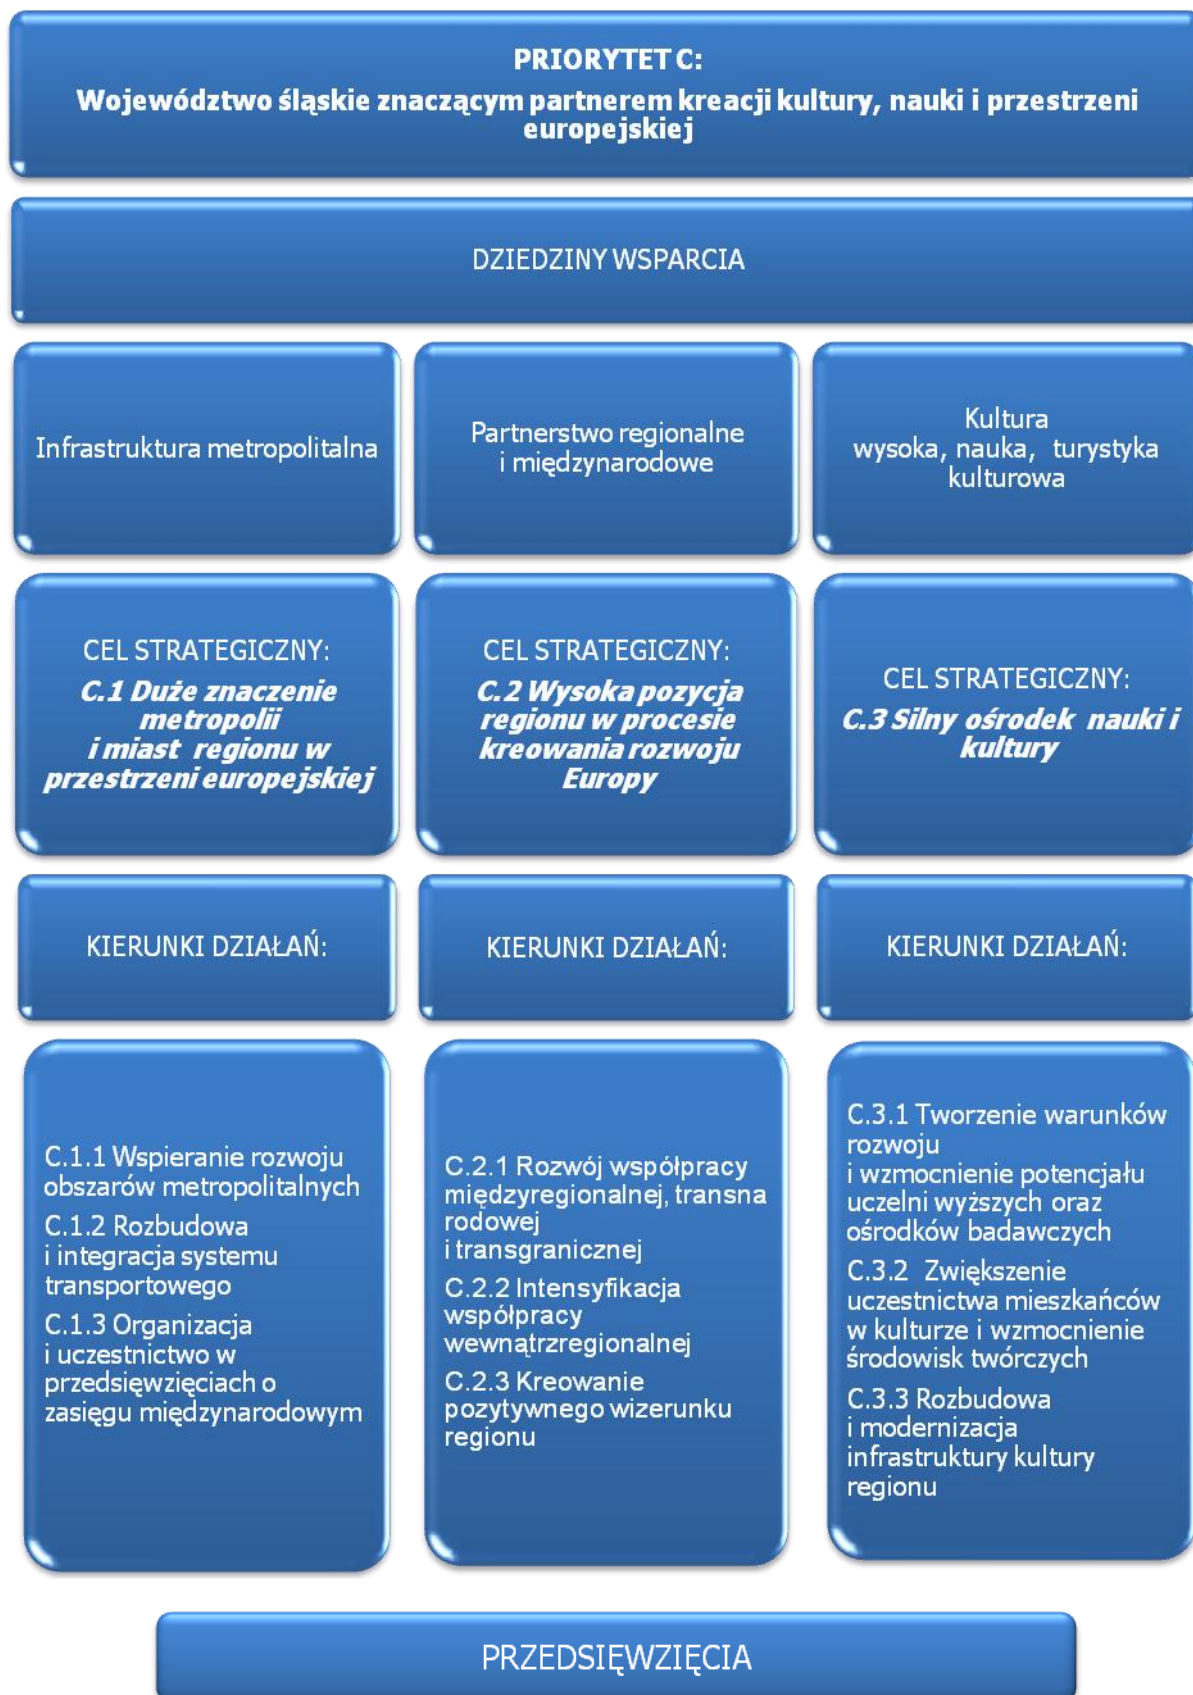 PRIORYTET C:
Województwo śląskie znaczącym partnerem kreacji kultury, nauki i przestrzeni
europejskiej
DZIEDZINY WSPARCIA
Infrastruktura metropolitalna
Partnerstwo regionalne
i międzynarodowe
Kultura
wysoka, nauka, turystyka
kulturowa
CEL STRATEGICZNY:
C.1 Duże znaczenie
metropolii
i miast regionu w
przestrzeni europejskiej
CEL STRATEGICZNY:
C.2 Wysoka pozycja
regionu w procesie
kreowania rozwoju
Europy
CEL STRATEGICZNY:
C.3 Silny ośrodek nauki i
kultury
KIERUNKI DZIAŁAŃ:
KIERUNKI DZIAŁAŃ:
KIERUNKI DZIAŁAŃ:
C.1.1 Wspieranie rozwoju
obszarów metropolitalnych
C.1.2 Rozbudowa
i integracja systemu
transportowego
C.1.3 Organizacja
i uczestnictwo w
przedsięwzięciach o
zasięgu międzynarodowym
C.2.1 Rozwój współpracy
międzyregionalnej, transna
rodowej
i transgranicznej
C.2.2 Intensyfikacja
współpracy
wewnątrzregionalnej
C.2.3 Kreowanie
pozytywnego wizerunku
regionu
C.3.1 Tworzenie warunków
rozwoju
i wzmocnienie potencjału
uczelni wyższych oraz
ośrodków badawczych
C.3.2 Zwiększenie
uczestnictwa mieszkańców
w kulturze i wzmocnienie
środowisk twórczych
C.3.3 Rozbudowa
i modernizacja
infrastruktury kultury
regionu
PRZEDSIĘWZIĘCIA